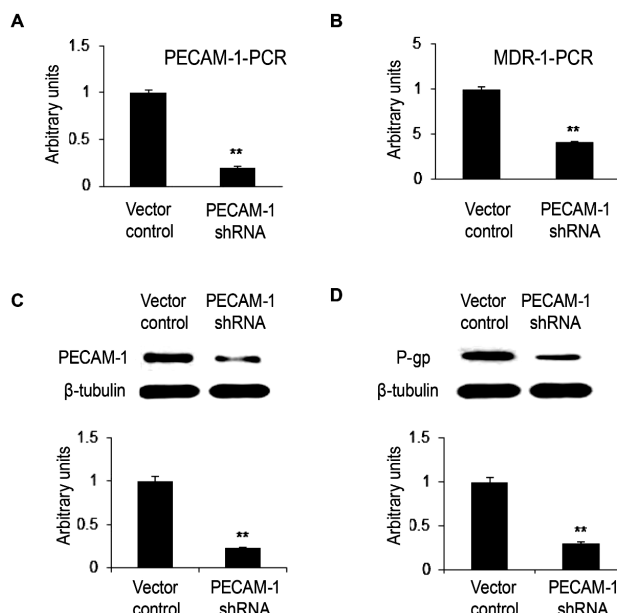 A
1.5
PECAM-1-PCR
1
0.5
0
Arbitrary units
**
Vector control
PECAM-1 shRNA
B
5
MDR-1-PCR
1
5
0
Arbitrary units
**
Vector control
PECAM-1 shRNA
C
Vector control
PECAM-1 shRNA
PECAM-1
β-tubulin
1.5
1
0.5
0
Arbitrary units
**
Vector control
PECAM-1 shRNA
D
Vector control
PECAM-1 shRNA
P-gp
β-tubulin
1.5
1
0.5
0
Arbitrary units
**
Vector control
PECAM-1 shRNA